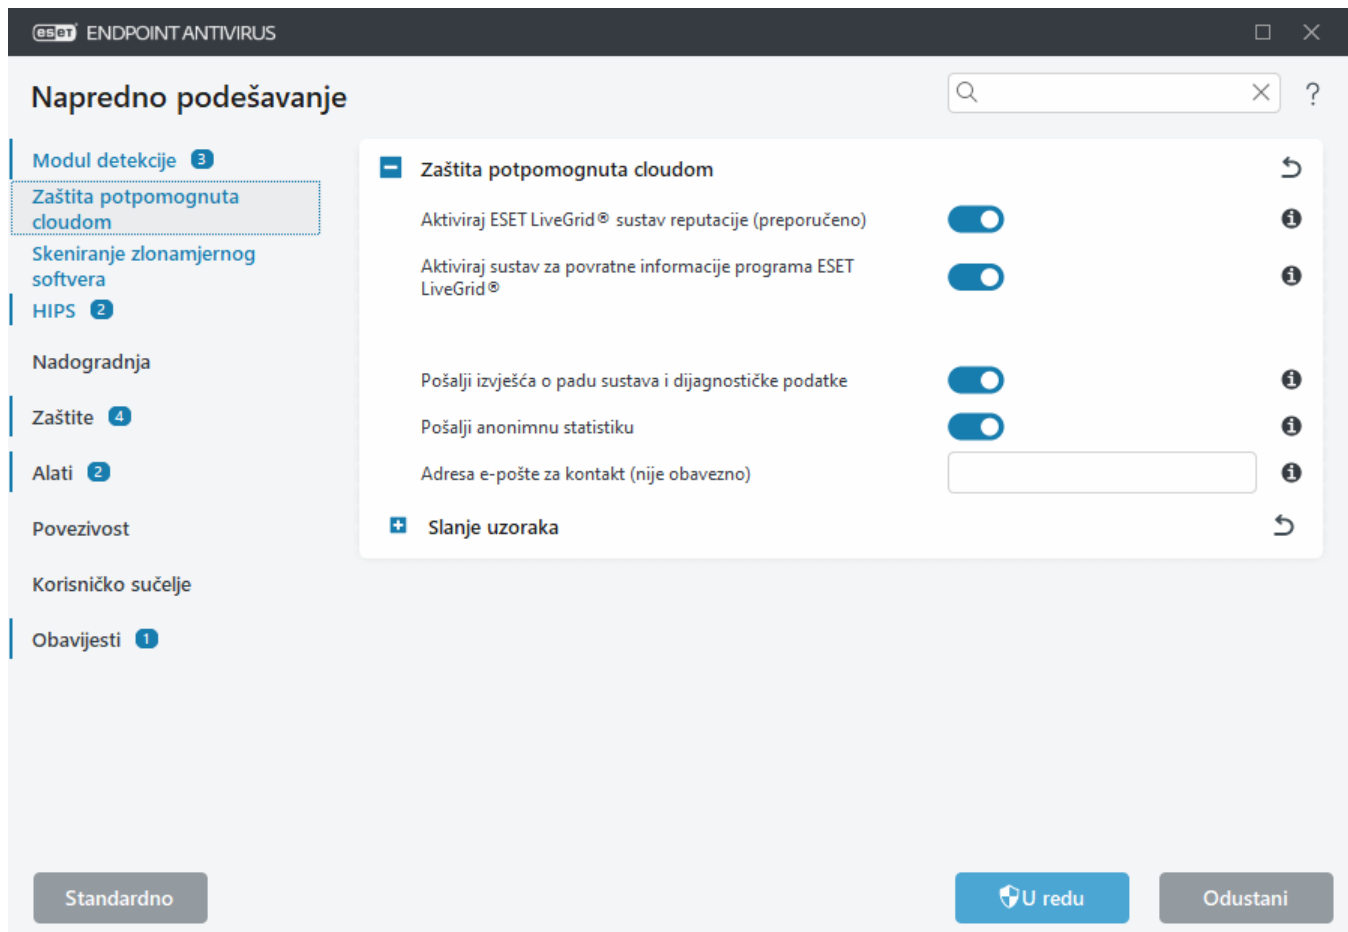 eset ENDPOINT ANTIVIRUS
Napredno podešavanje
?
Modul detekcije 3
Zaštita potpomognuta
cloudom
Skeniranje zlonamjernog
softvera
HIPS 2
Nadogradnja
Zaštite 4
Alati 2
Povezivost
Korisničko sučelje
Obavijesti 1
Zaštita potpomognuta cloudom
Aktiviraj ESET LiveGrid® sustav reputacije (preporučeno)
Aktiviraj sustav za povratne informacije programa ESET
LiveGrid®
Pošalji izvješća o padu sustava i dijagnostičke podatke
Pošalji anonimnu statistiku
Adresa e-pošte za kontakt (nije obavezno)
Slanje uzoraka
Standardno
U redu
Odustani